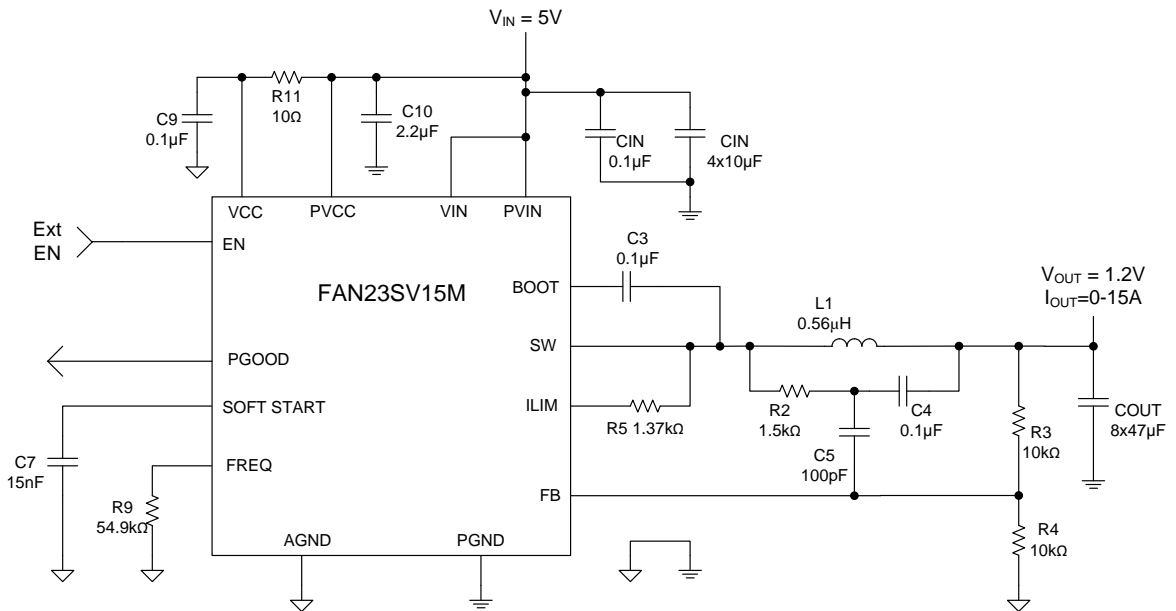 VIN = 5V
C9
0.1µF
R11
10Ω
C10
2.2µF
CIN
0.1µF
CIN
4x10µF
VCC
PVCC
VIN
PVIN
Ext
EN
EN
FAN23SV15M
BOOT
C3
0.1µF
PGOOD
SW
L1
0.56µH
VOUT = 1.2V
IOUT=0-15A
SOFT START
ILIM
R5 1.37kΩ
R2
1.5kΩ
C4
0.1µF
C5
100pF
R3
10kΩ
COUT
8x47µF
C7
15nF
FREQ
R9
54.9kΩ
FB
AGND
PGND
R4
10kΩ